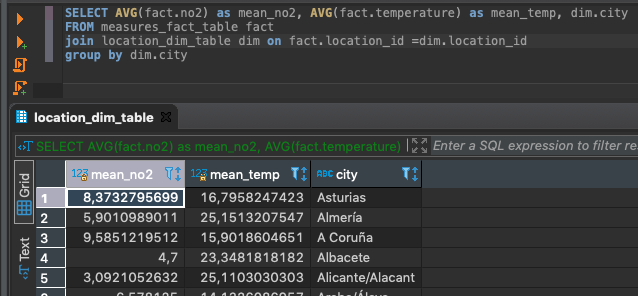 SELECT AVG(fact.no2) as mean_no2, AVG(fact.temperature) as mean_temp, dim.city
FROM measures_fact_table fact
join location_dim_table dim on fact.location_id =dim.location_id
group by dim.city
location_dim_table
SELECT AVG(fact.no2) as mean_no2, AVG(fact.temperature) Enter a SQL expression to filter re
Grid
Text
123 mean_no2 123 mean_temp ABC city
1 8,3732795699 16,7958247423 Asturias
2 5,9010989011 25,1513207547 Almería
3 9,5851219512 15,9018604651 A Coruña
4 4,7 23,3481818182 Albacete
5 3,0921052632 25,1103030303 Alicante/Alacant